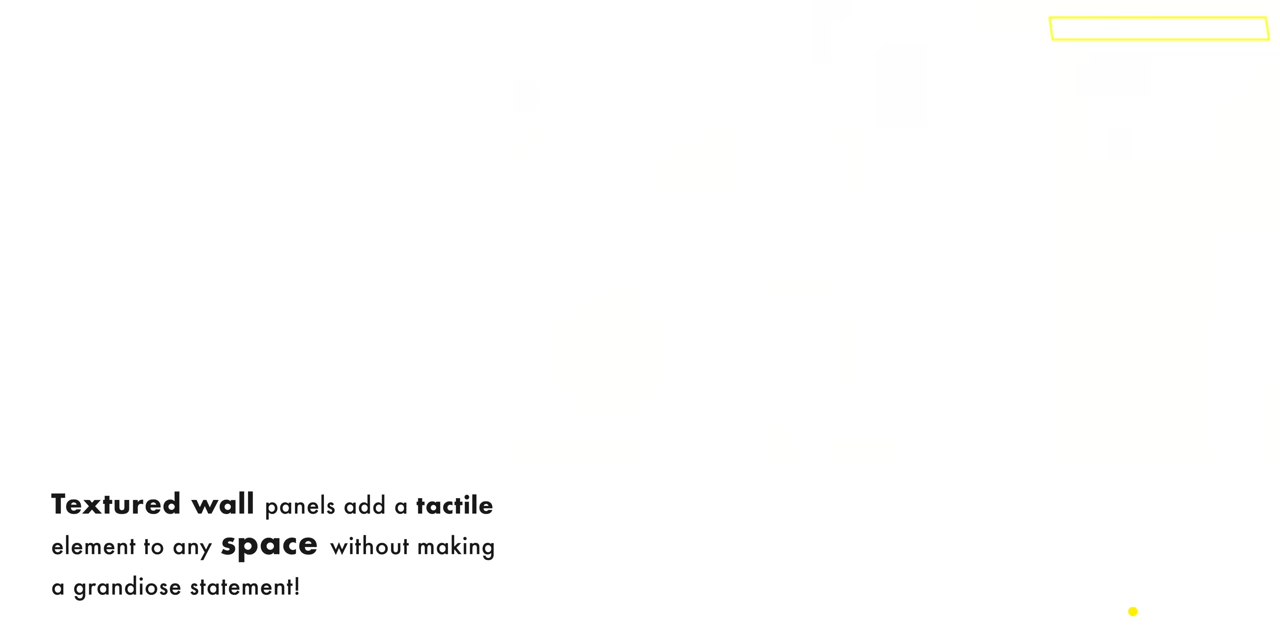 Textured wall panels add a tactile
element to any space without making
a grandiose statement!